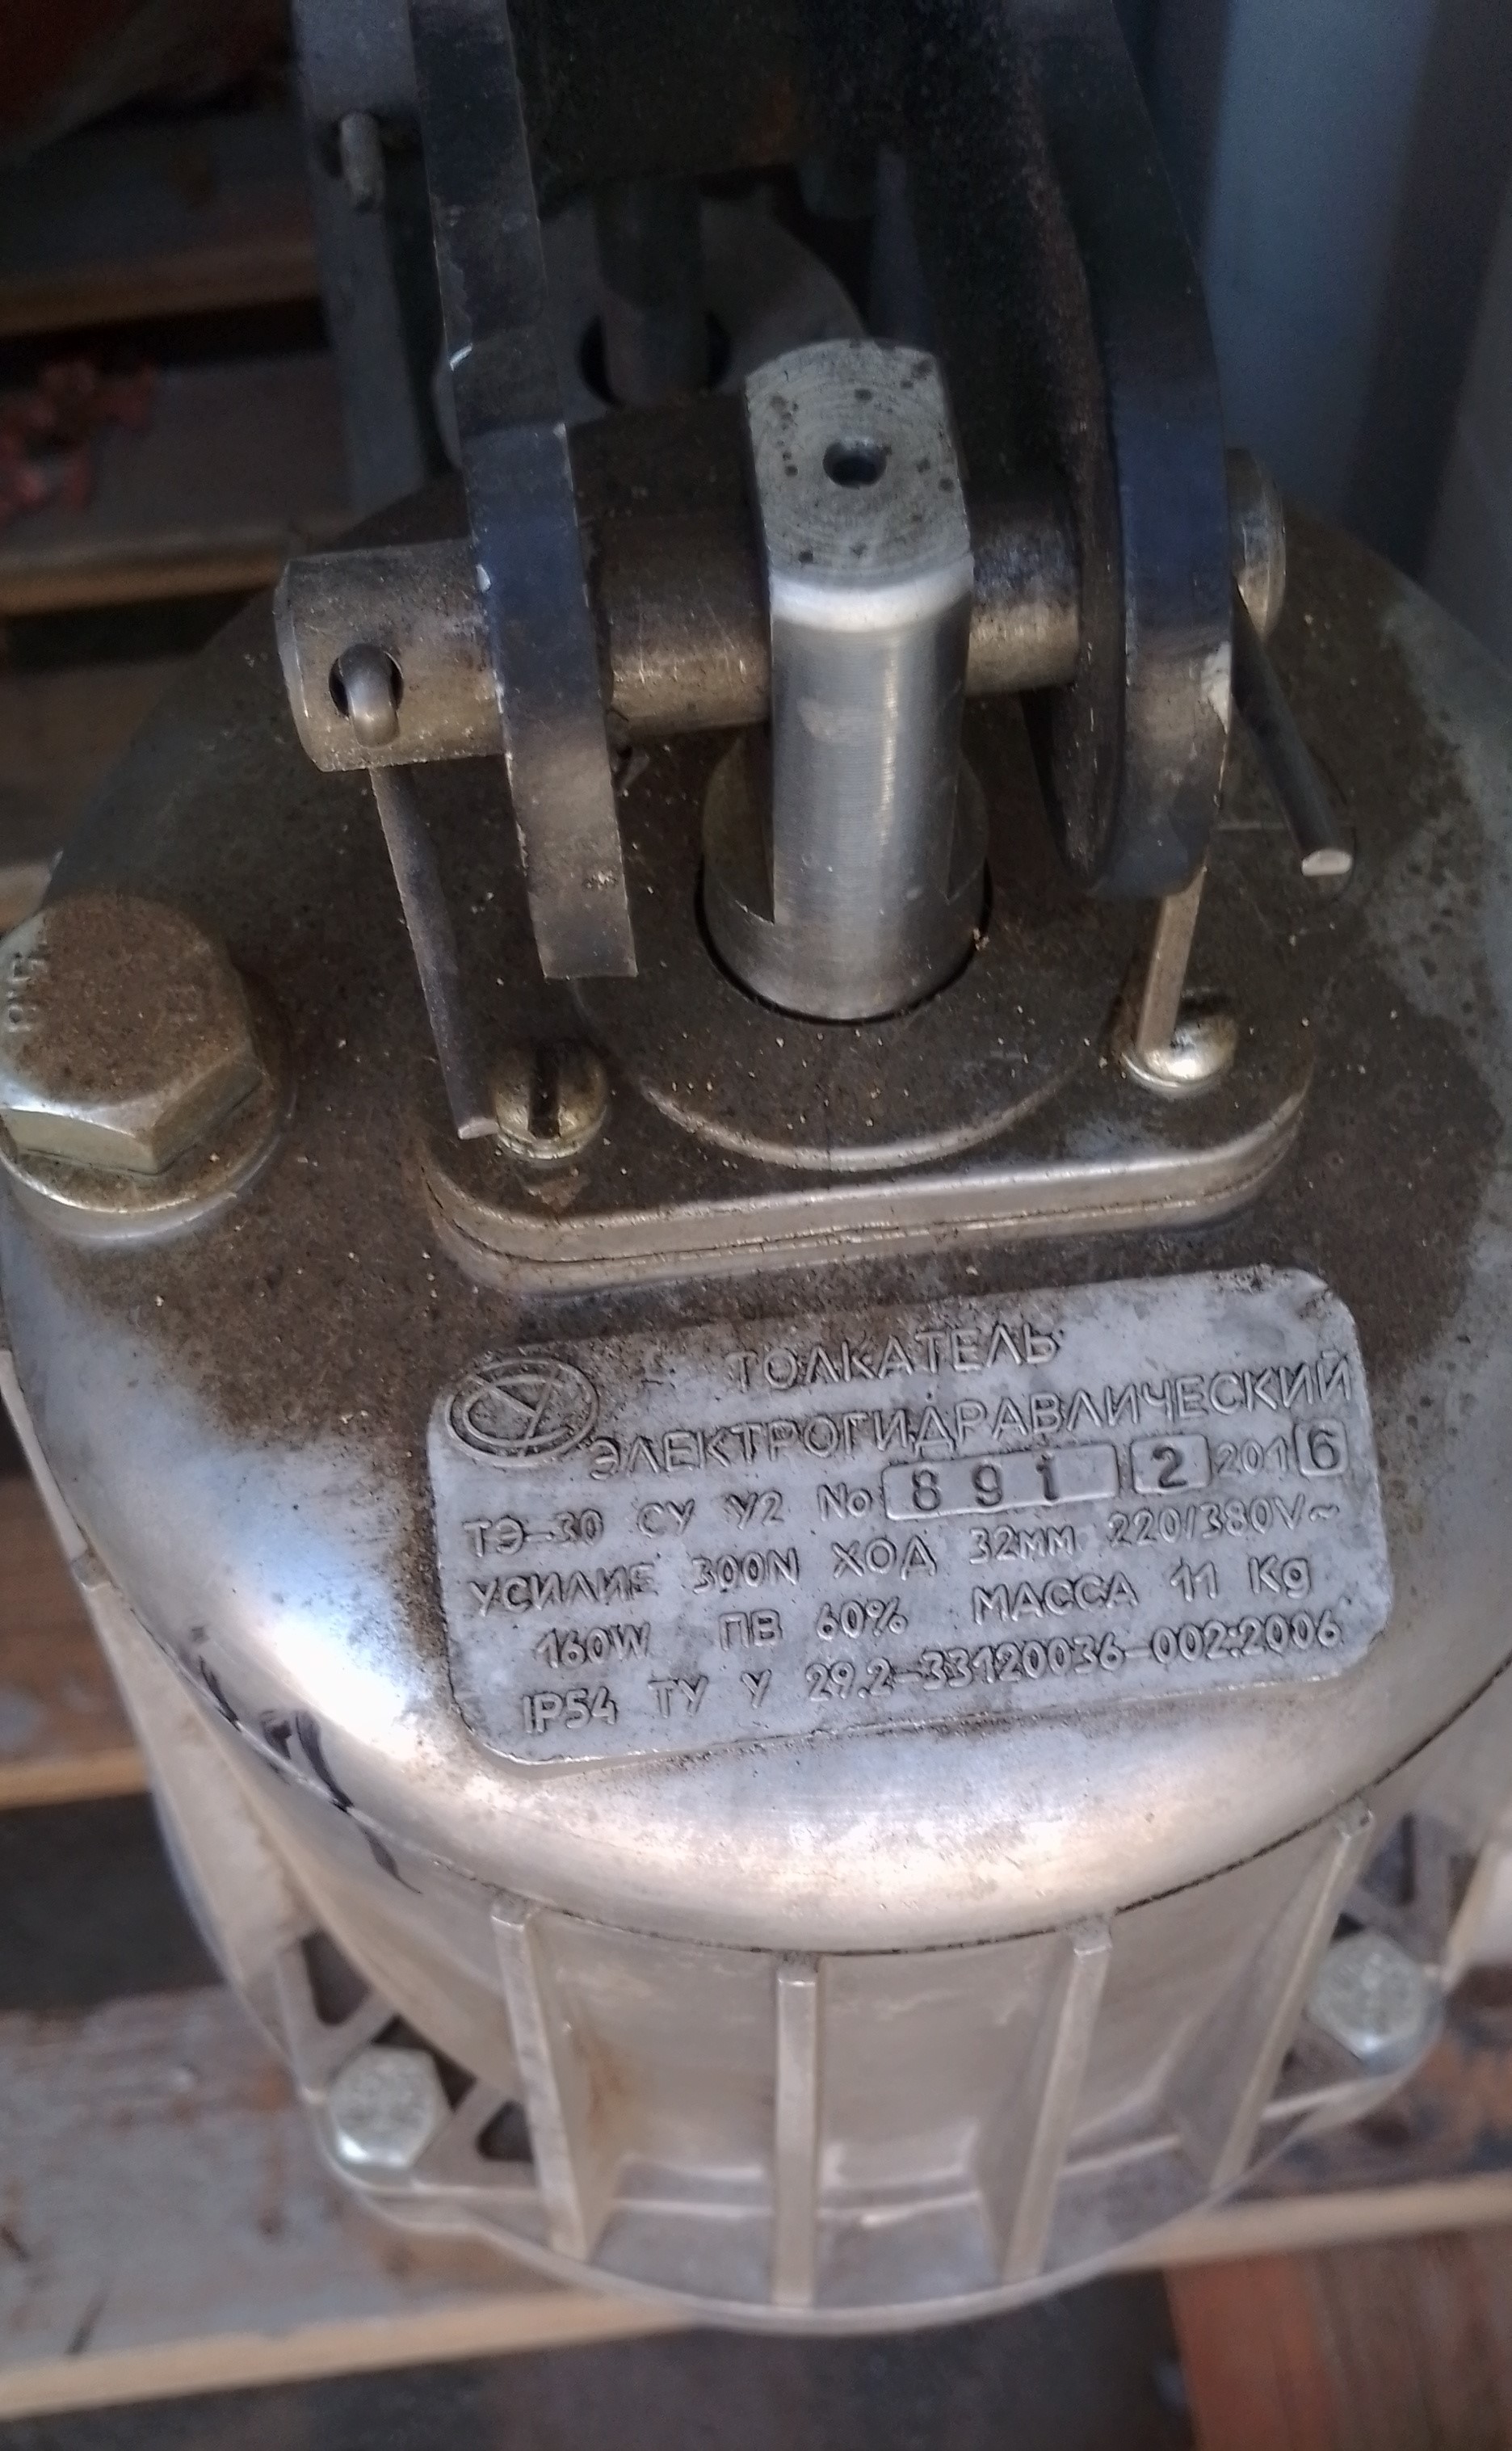 ТОЛКАТЕЛЬ
ЭЛЕКТРОГИДРАВЛИЧЕСКИЙ
ТЭ-30 СУ У2 No 891 2 2016
УСИЛИЕ 300N ХОД 32мм 220/380V~
160W ПВ 60% МАССА 11 Kg
IP54 ТУ У 29.2-33120036-002:2006